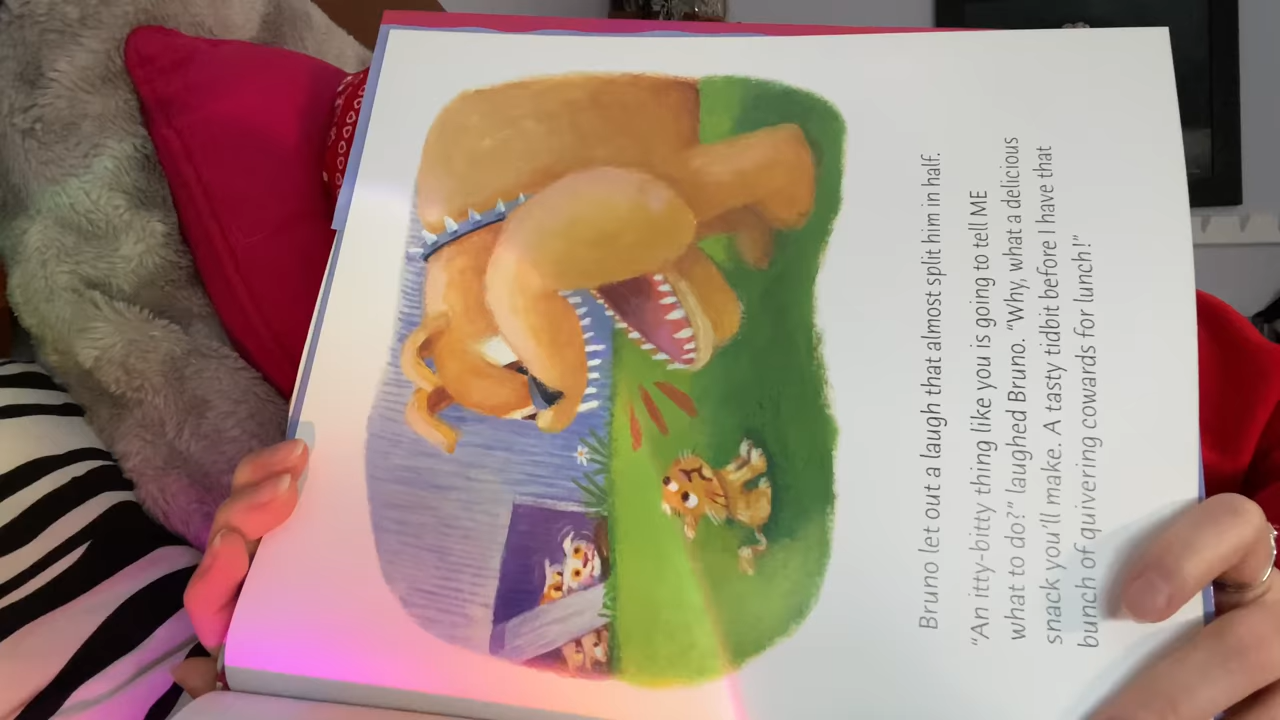 Bruno let out a laugh that almost split him in half.
"An itty-bitty thing like you is going to tell ME
what to do?" laughed Bruno. "Why, what a delicious
snack you'll make. A tasty tidbit before I have that
bunch of quivering cowards for lunch!"